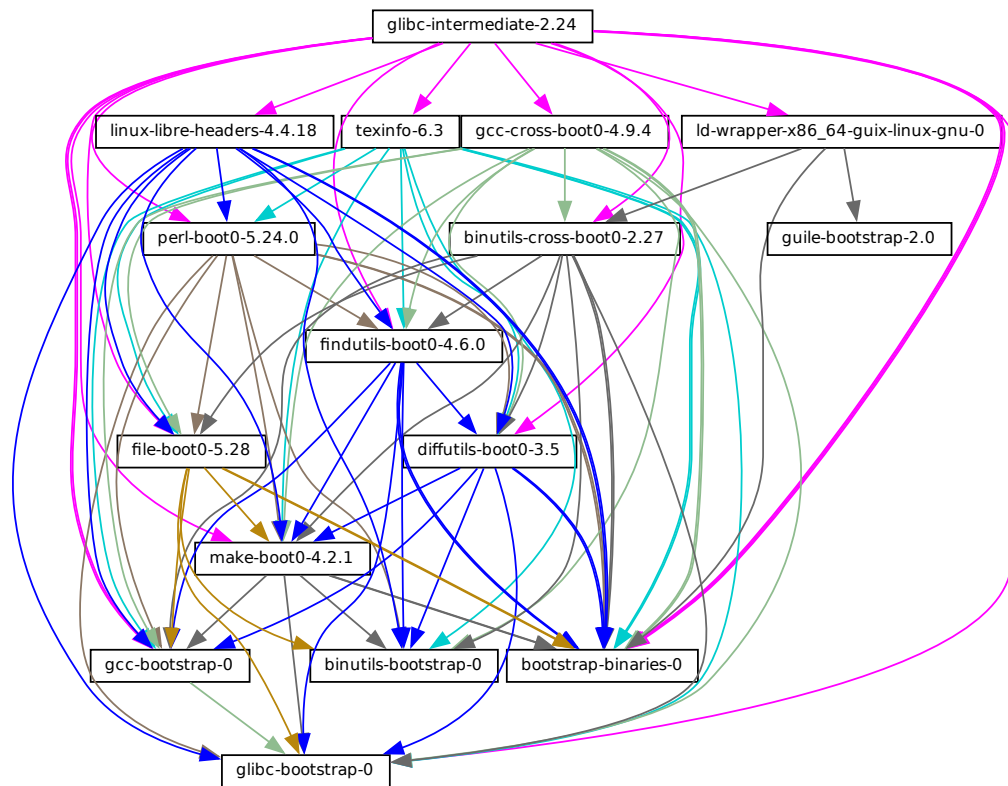 glibc-intermediate-2.24
linux-libre-headers-4.4.18
texinfo-6.3
gcc-cross-boot0-4.9.4
ld-wrapper-x86_64-guix-linux-gnu-0
perl-boot0-5.24.0
binutils-cross-boot0-2.27
guile-bootstrap-2.0
findutils-boot0-4.6.0
file-boot0-5.28
diffutils-boot0-3.5
make-boot0-4.2.1
gcc-bootstrap-0
binutils-bootstrap-0
bootstrap-binaries-0
glibc-bootstrap-0